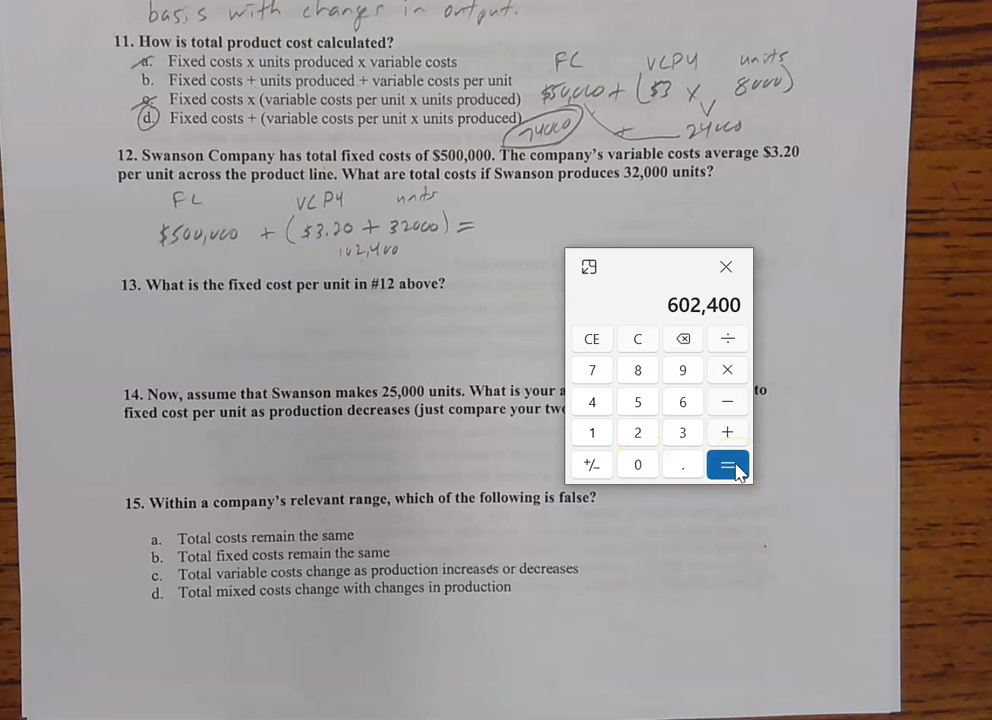 basis with changes in output.
11. How is total product cost calculated?
a. Fixed costs x units produced x variable costs
b. Fixed costs + units produced + variable costs per unit
c. Fixed costs x (variable costs per unit x units produced)
d. Fixed costs + (variable costs per unit x units produced)
FC VCPU units
$50,000 + ($3 x 8000)
74000 + 24000
12. Swanson Company has total fixed costs of $500,000. The company's variable costs average $3.20
per unit across the product line. What are total costs if Swanson produces 32,000 units?
FC VCPU units
$500,000 + ($3.20 + 32000) =
102,400
13. What is the fixed cost per unit in #12 above?
14. Now, assume that Swanson makes 25,000 units. What is your a to
fixed cost per unit as production decreases (just compare your two
15. Within a company's relevant range, which of the following is false?
a. Total costs remain the same
b. Total fixed costs remain the same
c. Total variable costs change as production increases or decreases
d. Total mixed costs change with changes in production
602,400
CE C ÷
7 8 9 ×
4 5 6 −
1 2 3 +
+/− 0 . =